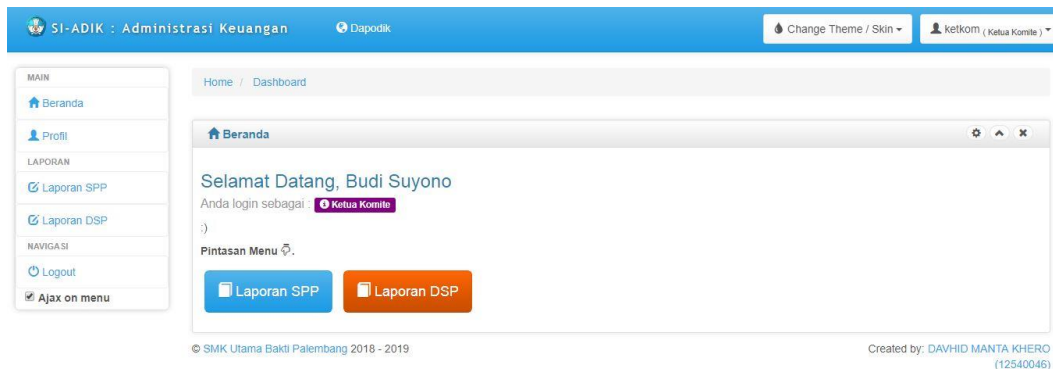 SI-ADIK : Administrasi Keuangan Dapodik Change Theme / Skin ketkom ( Ketua Komite )
MAIN
Beranda
Profil
LAPORAN
Laporan SPP
Laporan DSP
NAVIGASI
Logout
Ajax on menu
Home / Dashboard
Beranda
Selamat Datang, Budi Suyono
Anda login sebagai : Ketua Komite
:)
Pintasan Menu .
Laporan SPP Laporan DSP
© SMK Utama Bakti Palembang 2018 - 2019
Created by: DAVHID MANTA KHERO
(12540046)